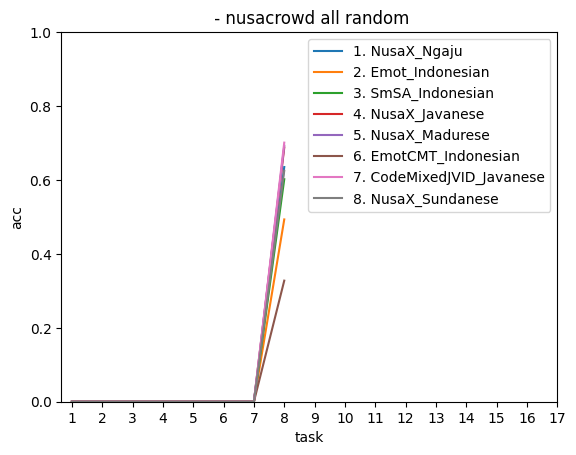 - nusacrowd all random
1. NusaX_Ngaju
2. Emot_Indonesian
3. SmSA_Indonesian
4. NusaX_Javanese
5. NusaX_Madurese
6. EmotCMT_Indonesian
7. CodeMixedJVID_Javanese
8. NusaX_Sundanese
1.0
0.8
0.6
0.4
0.2
0.0
acc
1 2 3 4 5 6 7 8 9 10 11 12 13 14 15 16 17
task